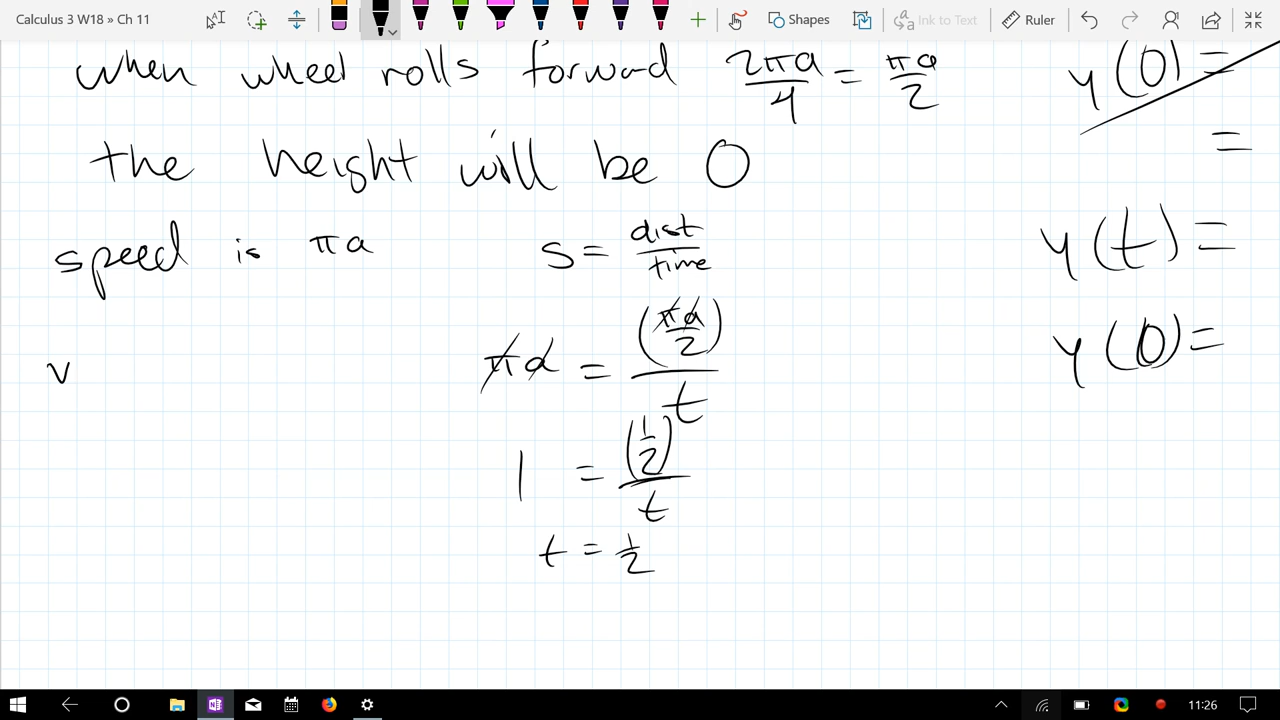 Calculus 3 W18 » Ch 11 Shapes Ink to Text Ruler
when wheel rolls forward 2πa/4 = πa/2 y(0) =
=
the height will be 0
speed is πa s = dist/time y(t) =
v πa = (πa/2)/t y(0) =
1 = (1/2)/t
t = 1/2
11:26